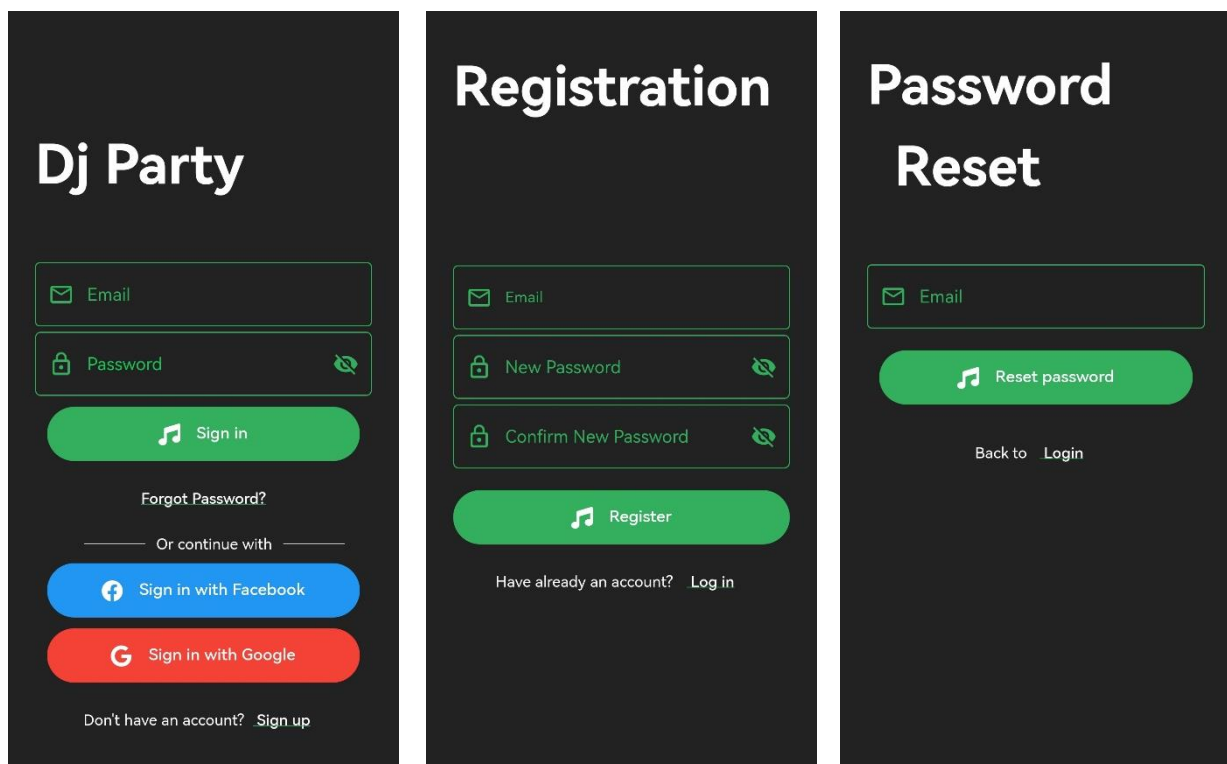 Dj Party
Email
Password
Sign in
Forgot Password?
Or continue with
Sign in with Facebook
G Sign in with Google
Don't have an account? Sign up
Registration
Email
New Password
Confirm New Password
Register
Have already an account? Log in
Password
Reset
Email
Reset password
Back to Login